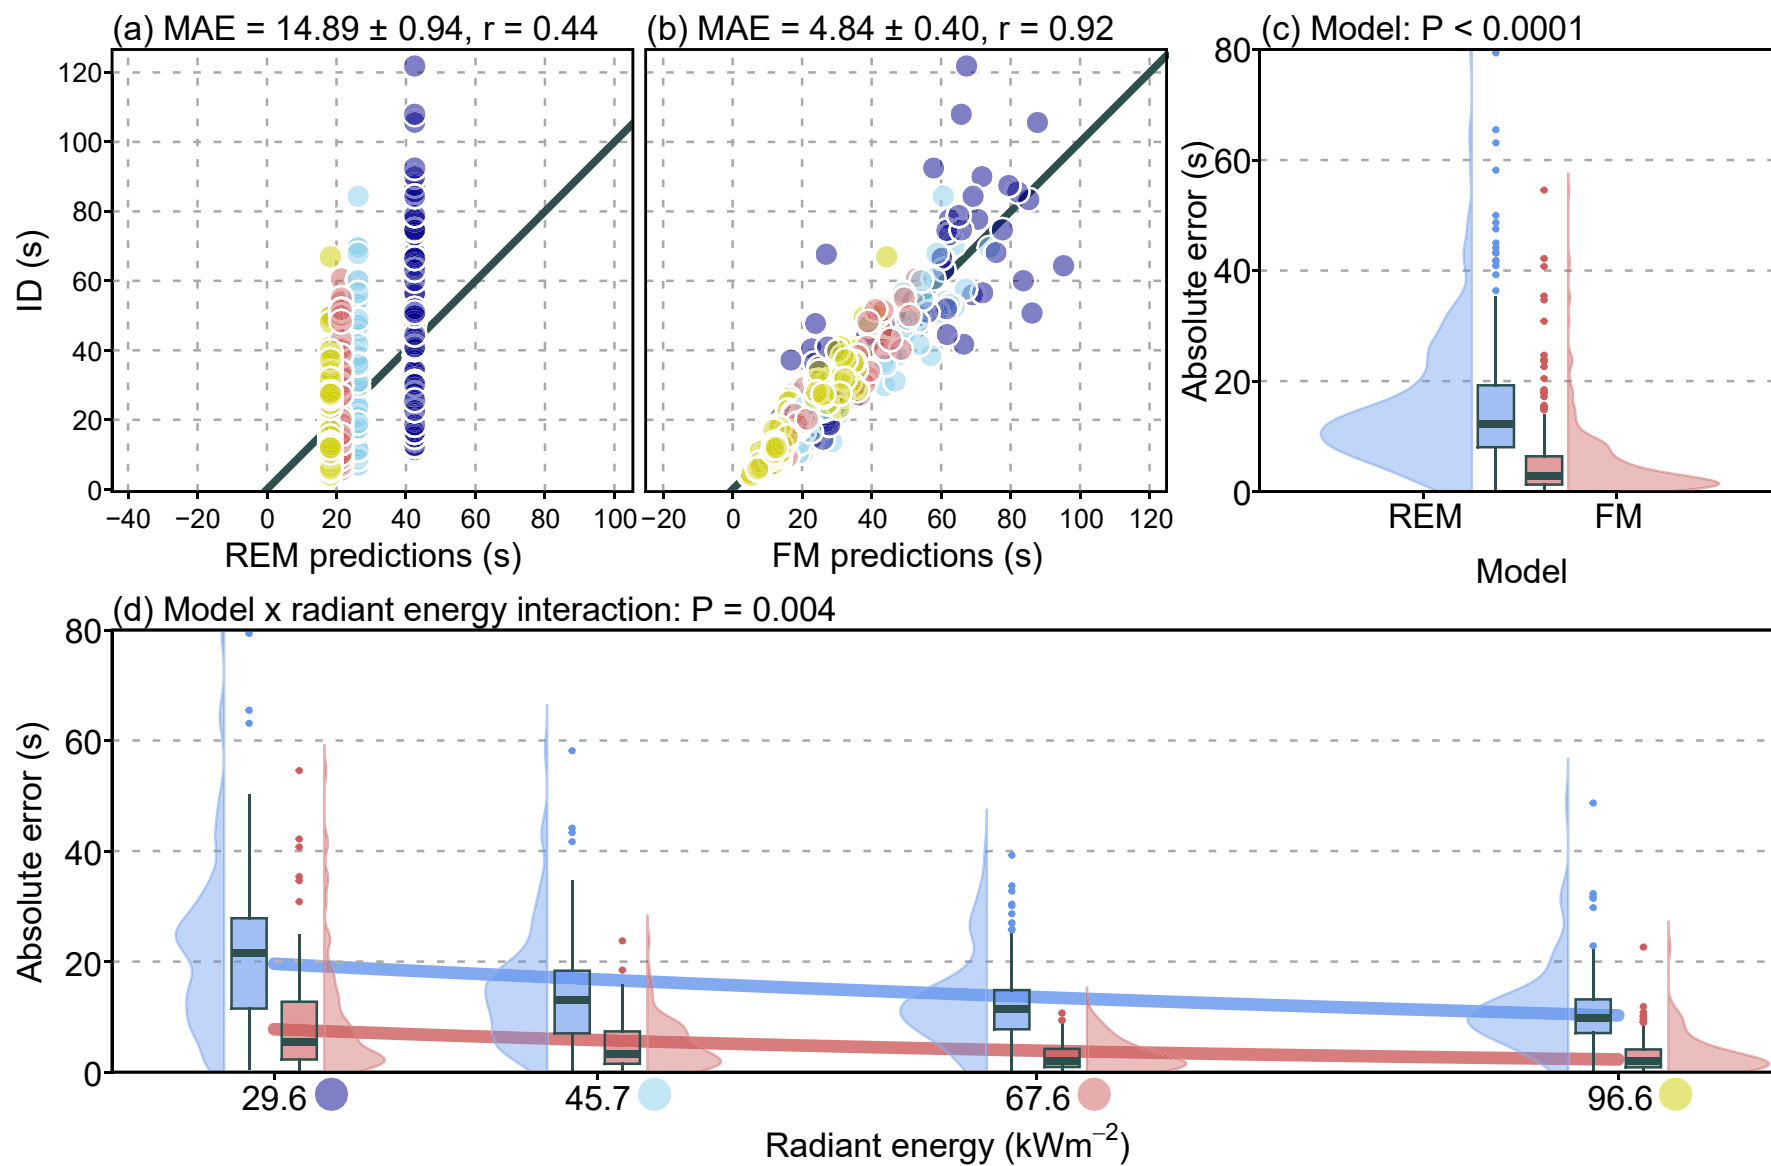 (a) MAE = 14.89 ± 0.94, r = 0.44
(b) MAE = 4.84 ± 0.40, r = 0.92
(c) Model: P < 0.0001
ID (s)
120
100
80
60
40
20
0
−40 −20 0 20 40 60 80 100
REM predictions (s)
−20 0 20 40 60 80 100 120
FM predictions (s)
Absolute error (s)
80
60
40
20
0
REM FM
Model
(d) Model x radiant energy interaction: P = 0.004
Absolute error (s)
80
60
40
20
0
29.6 45.7 67.6 96.6
Radiant energy (kWm⁻²)